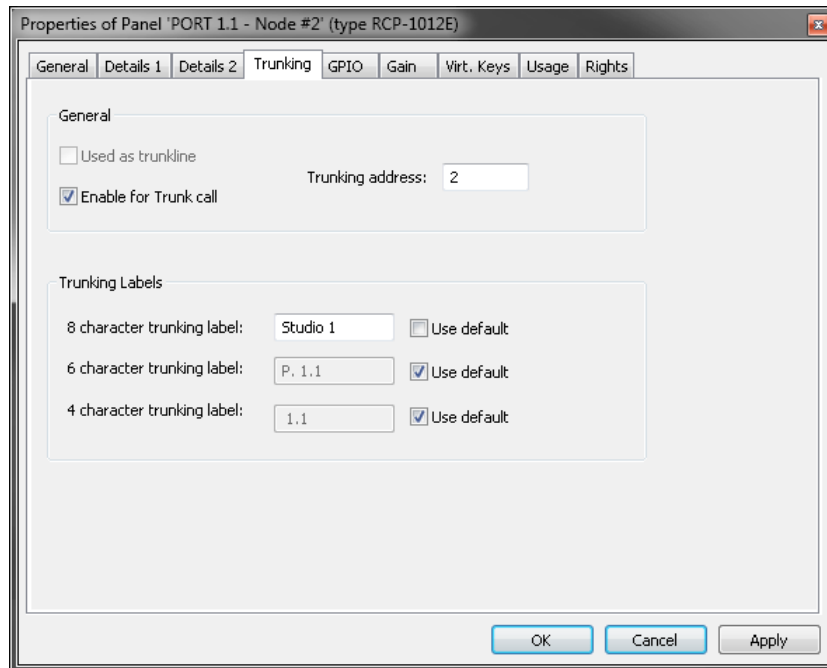 Properties of Panel 'PORT 1.1 - Node #2' (type RCP-1012E)
General Details 1 Details 2 Trunking GPIO Gain Virt. Keys Usage Rights
General
Used as trunkline
Trunking address: 2
Enable for Trunk call
Trunking Labels
8 character trunking label: Studio 1 Use default
6 character trunking label: P. 1.1 Use default
4 character trunking label: 1.1 Use default
OK Cancel Apply